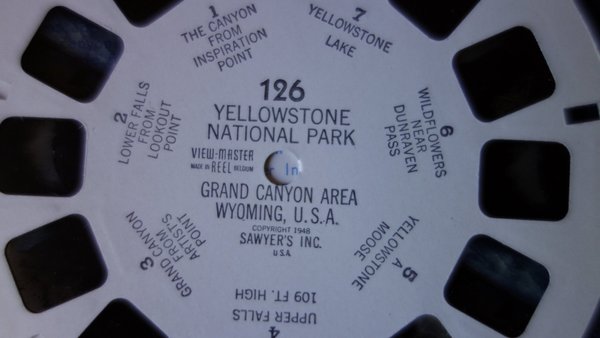 126
YELLOWSTONE
NATIONAL PARK
VIEW-MASTER
MADE IN REEL BELGIUM
In
GRAND CANYON AREA
WYOMING, U.S.A.
COPYRIGHT 1948
SAWYER'S INC.
U.S.A.
1
THE CANYON
FROM
INSPIRATION
POINT
2
LOWER FALLS
FROM
LOOKOUT
POINT
3
GRAND CANYON
FROM
ARTIST'S
POINT
4
UPPER FALLS
109 FT. HIGH
5
A
YELLOWSTONE
MOOSE
6
WILDFLOWERS
NEAR
DUNRAVEN
PASS
7
YELLOWSTONE
LAKE